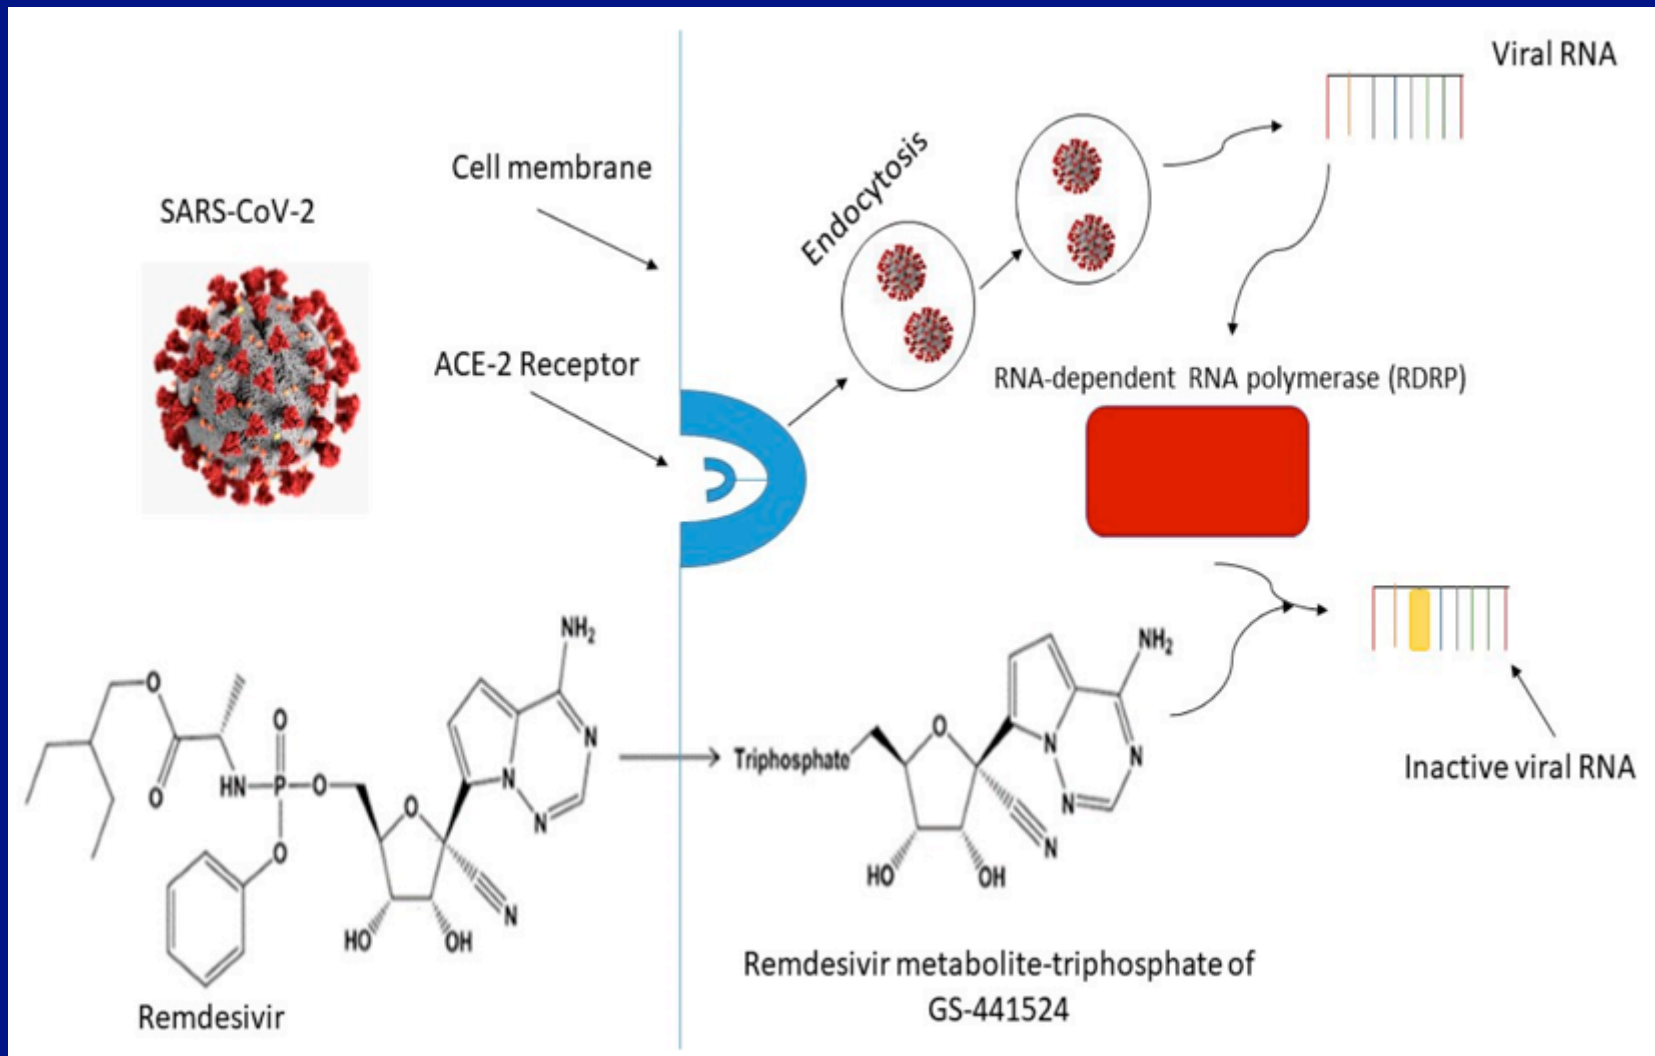 Viral RNA
Cell membrane
Endocytosis
SARS-CoV-2
ACE-2 Receptor
RNA-dependent RNA polymerase (RDRP)
NH2
O
O
O
HN
P
O
O
O
N
N
N
N
HO
OH
Triphosphate
O
NH2
N
N
N
N
HO
OH
Inactive viral RNA
Remdesivir
Remdesivir metabolite-triphosphate of
GS-441524